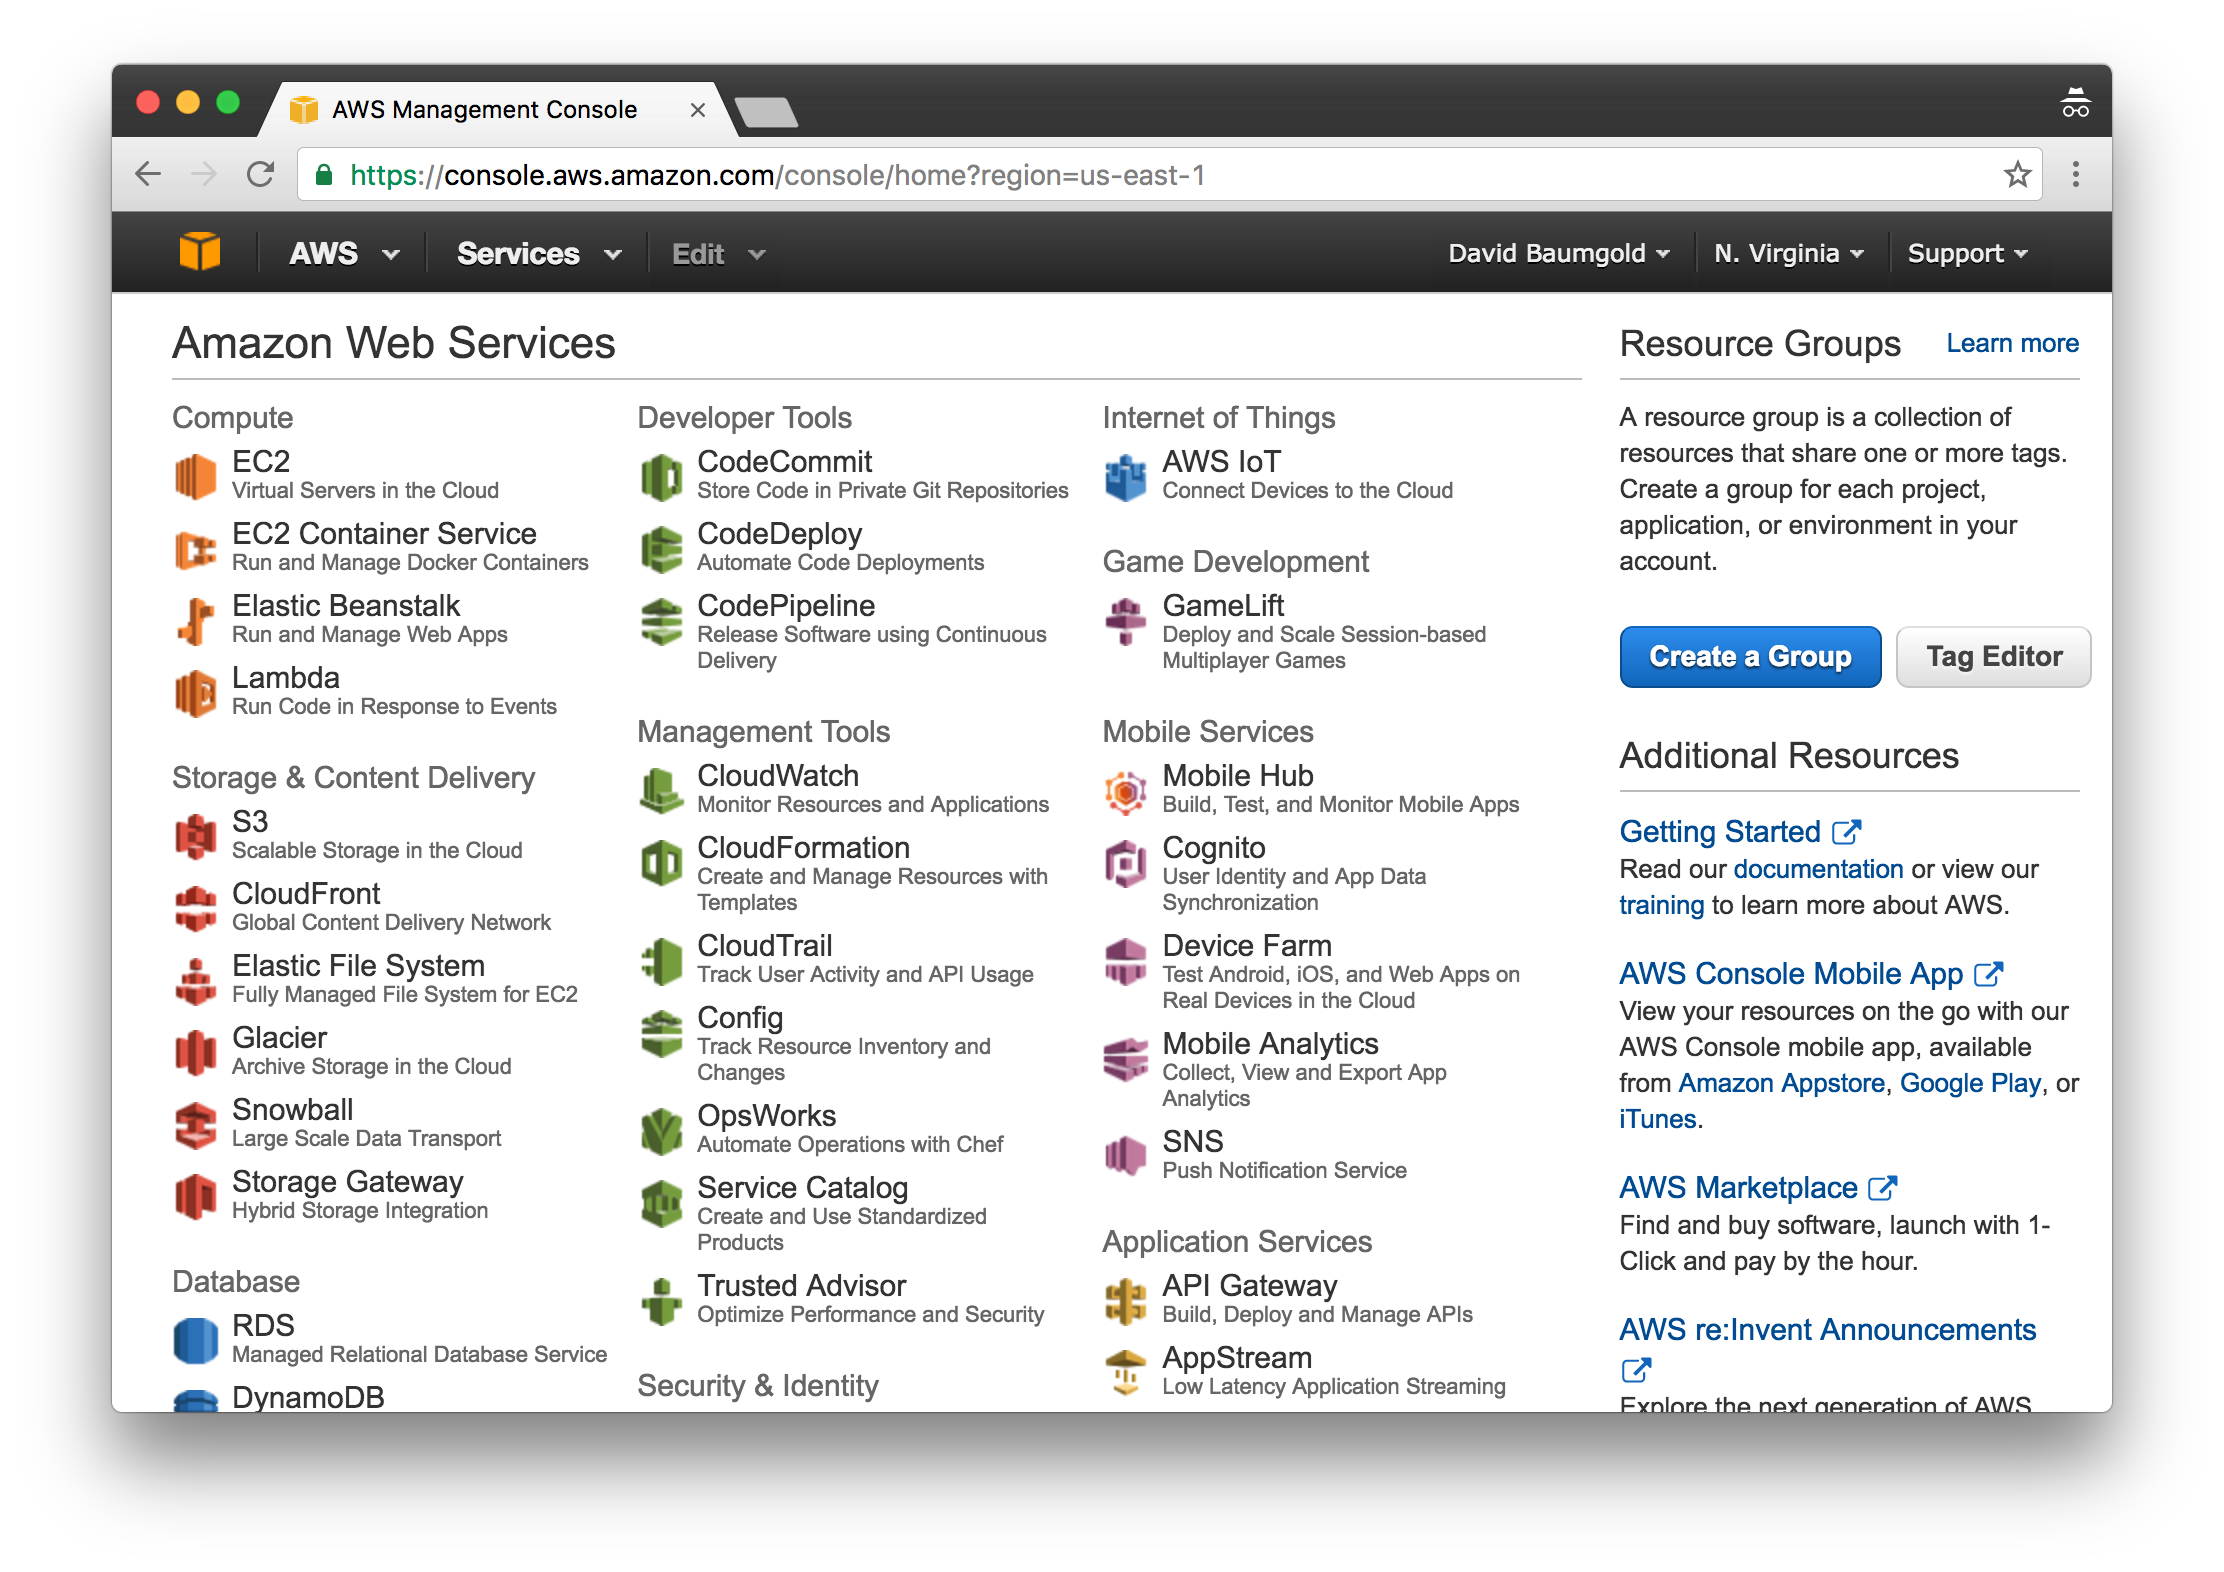 AWS Management Console
https://console.aws.amazon.com/console/home?region=us-east-1
AWS
Services
Edit
David Baumgold
N. Virginia
Support
Amazon Web Services
Compute
EC2
Virtual Servers in the Cloud
EC2 Container Service
Run and Manage Docker Containers
Elastic Beanstalk
Run and Manage Web Apps
Lambda
Run Code in Response to Events
Storage & Content Delivery
S3
Scalable Storage in the Cloud
CloudFront
Global Content Delivery Network
Elastic File System
Fully Managed File System for EC2
Glacier
Archive Storage in the Cloud
Snowball
Large Scale Data Transport
Storage Gateway
Hybrid Storage Integration
Database
RDS
Managed Relational Database Service
DynamoDB
Developer Tools
CodeCommit
Store Code in Private Git Repositories
CodeDeploy
Automate Code Deployments
CodePipeline
Release Software using Continuous
Delivery
Management Tools
CloudWatch
Monitor Resources and Applications
CloudFormation
Create and Manage Resources with
Templates
CloudTrail
Track User Activity and API Usage
Config
Track Resource Inventory and
Changes
OpsWorks
Automate Operations with Chef
Service Catalog
Create and Use Standardized
Products
Trusted Advisor
Optimize Performance and Security
Security & Identity
Internet of Things
AWS IoT
Connect Devices to the Cloud
Game Development
GameLift
Deploy and Scale Session-based
Multiplayer Games
Mobile Services
Mobile Hub
Build, Test, and Monitor Mobile Apps
Cognito
User Identity and App Data
Synchronization
Device Farm
Test Android, iOS, and Web Apps on
Real Devices in the Cloud
Mobile Analytics
Collect, View and Export App
Analytics
SNS
Push Notification Service
Application Services
API Gateway
Build, Deploy and Manage APIs
AppStream
Low Latency Application Streaming
Resource Groups
Learn more
A resource group is a collection of
resources that share one or more tags.
Create a group for each project,
application, or environment in your
account.
Create a Group
Tag Editor
Additional Resources
Getting Started
Read our documentation or view our
training to learn more about AWS.
AWS Console Mobile App
View your resources on the go with our
AWS Console mobile app, available
from Amazon Appstore, Google Play, or
iTunes.
AWS Marketplace
Find and buy software, launch with 1-
Click and pay by the hour.
AWS re:Invent Announcements
Explore the next generation of AWS